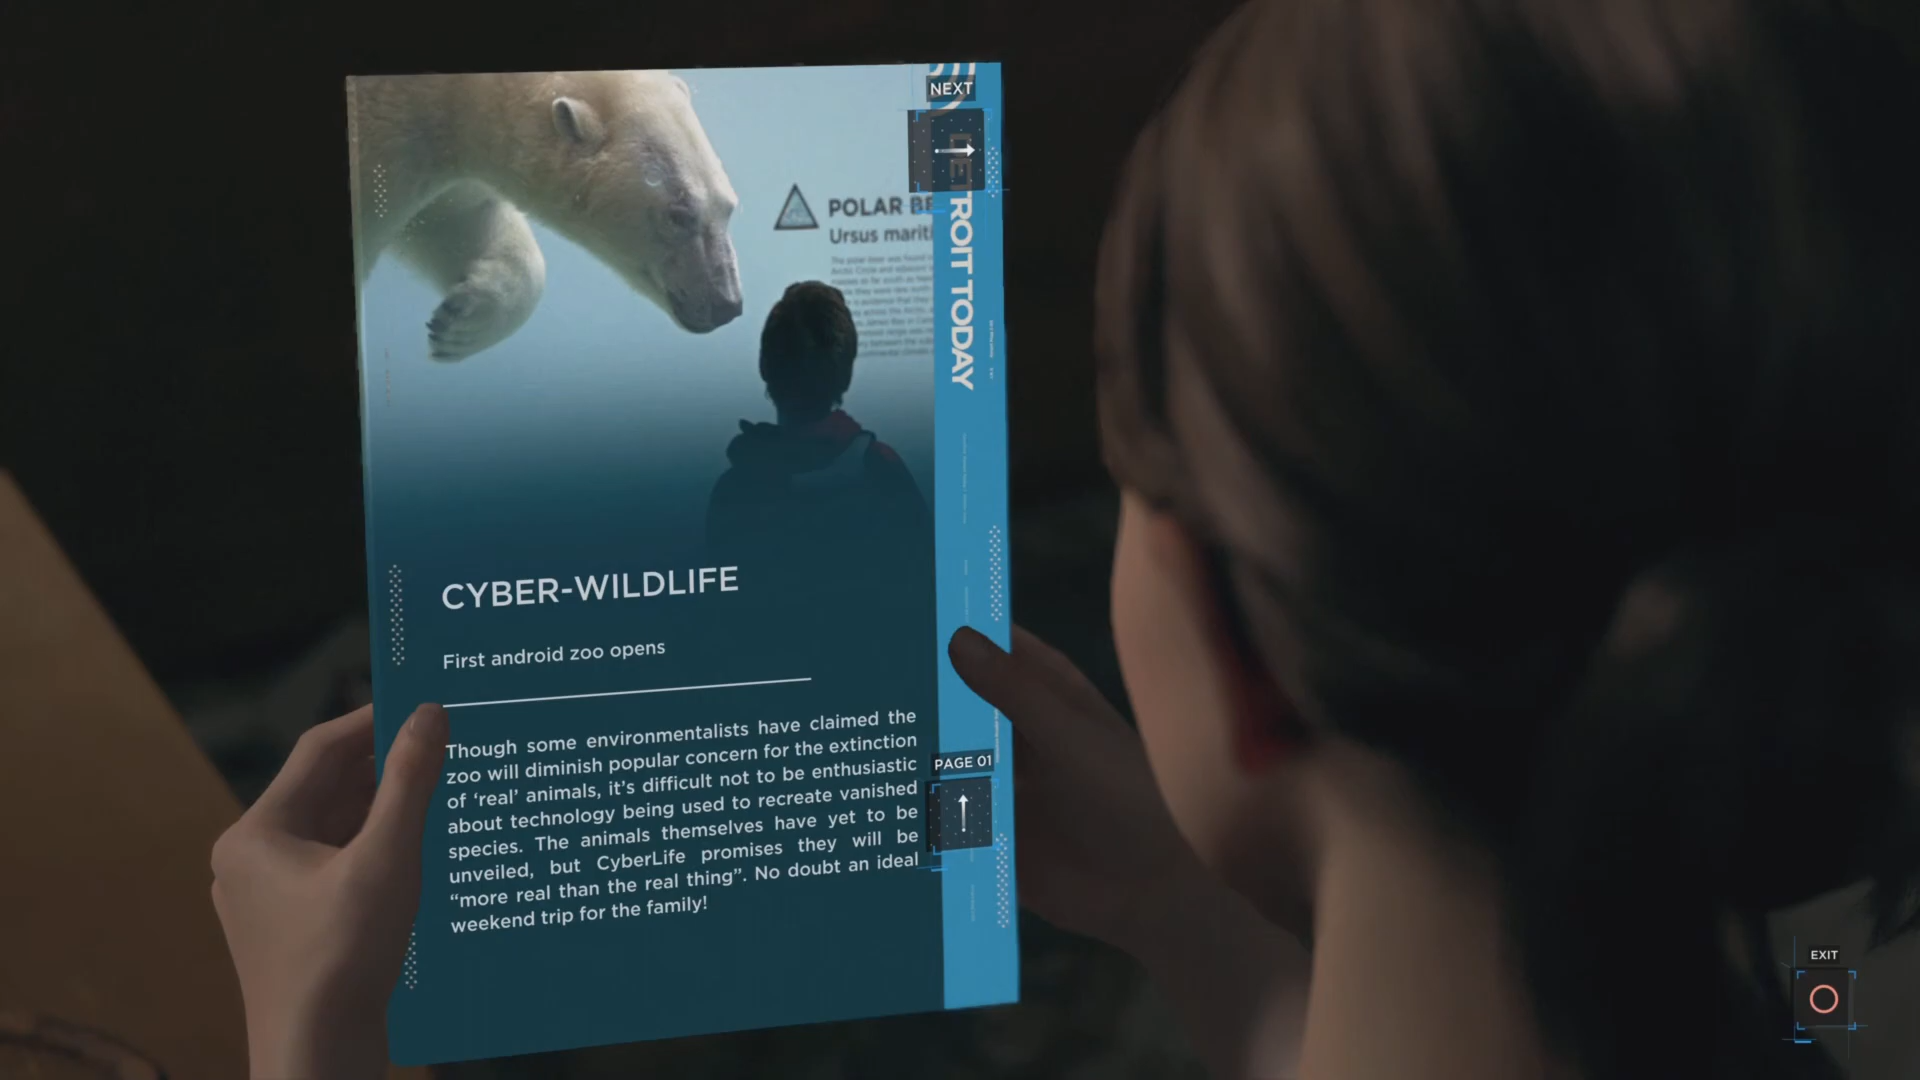 NEXT
POLAR BE
Ursus mariti
DETROIT TODAY
CYBER-WILDLIFE
First android zoo opens
Though some environmentalists have claimed the
zoo will diminish popular concern for the extinction
of ‘real’ animals, it’s difficult not to be enthusiastic
about technology being used to recreate vanished
species. The animals themselves have yet to be
unveiled, but CyberLife promises they will be
“more real than the real thing”. No doubt an ideal
weekend trip for the family!
PAGE 01
EXIT